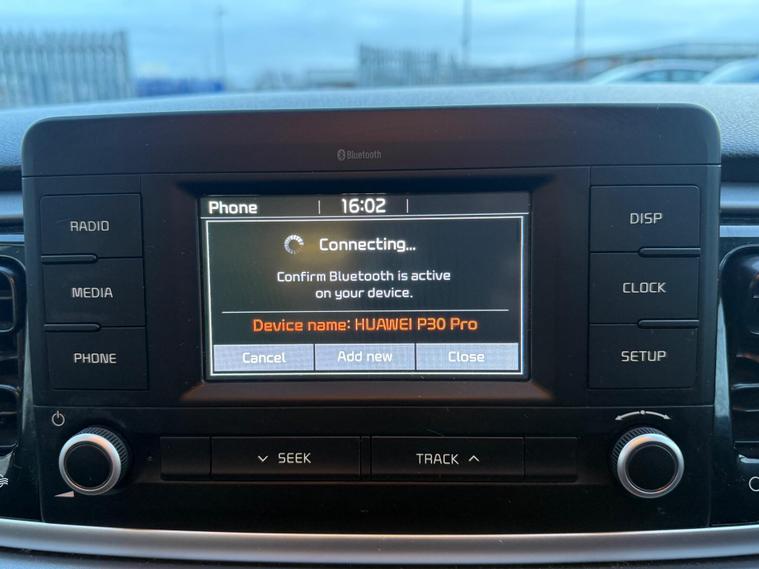 Bluetooth
Phone 16:02
Connecting...
Confirm Bluetooth is active
on your device.
Device name: HUAWEI P30 Pro
Cancel Add new Close
RADIO
MEDIA
PHONE
DISP
CLOCK
SETUP
SEEK
TRACK